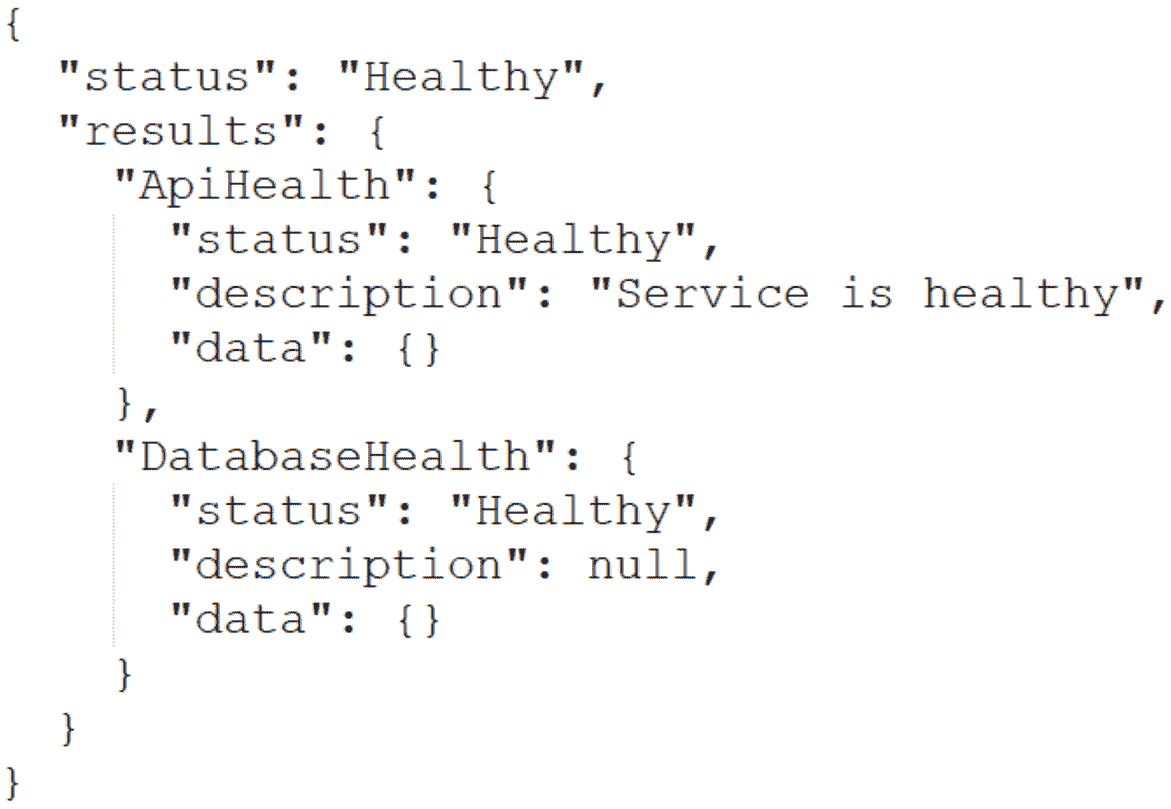 {
  "status": "Healthy",
  "results": {
    "ApiHealth": {
      "status": "Healthy",
      "description": "Service is healthy",
      "data": {}
    },
    "DatabaseHealth": {
      "status": "Healthy",
      "description": null,
      "data": {}
    }
  }
}